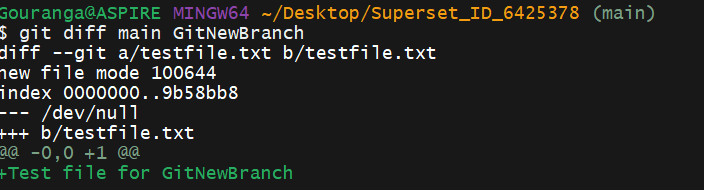 Gouranga@ASPIRE MINGW64 ~/Desktop/Superset_ID_6425378 (main)
$ git diff main GitNewBranch
diff --git a/testfile.txt b/testfile.txt
new file mode 100644
index 0000000..9b58bb8
--- /dev/null
+++ b/testfile.txt
@@ -0,0 +1 @@
+Test file for GitNewBranch